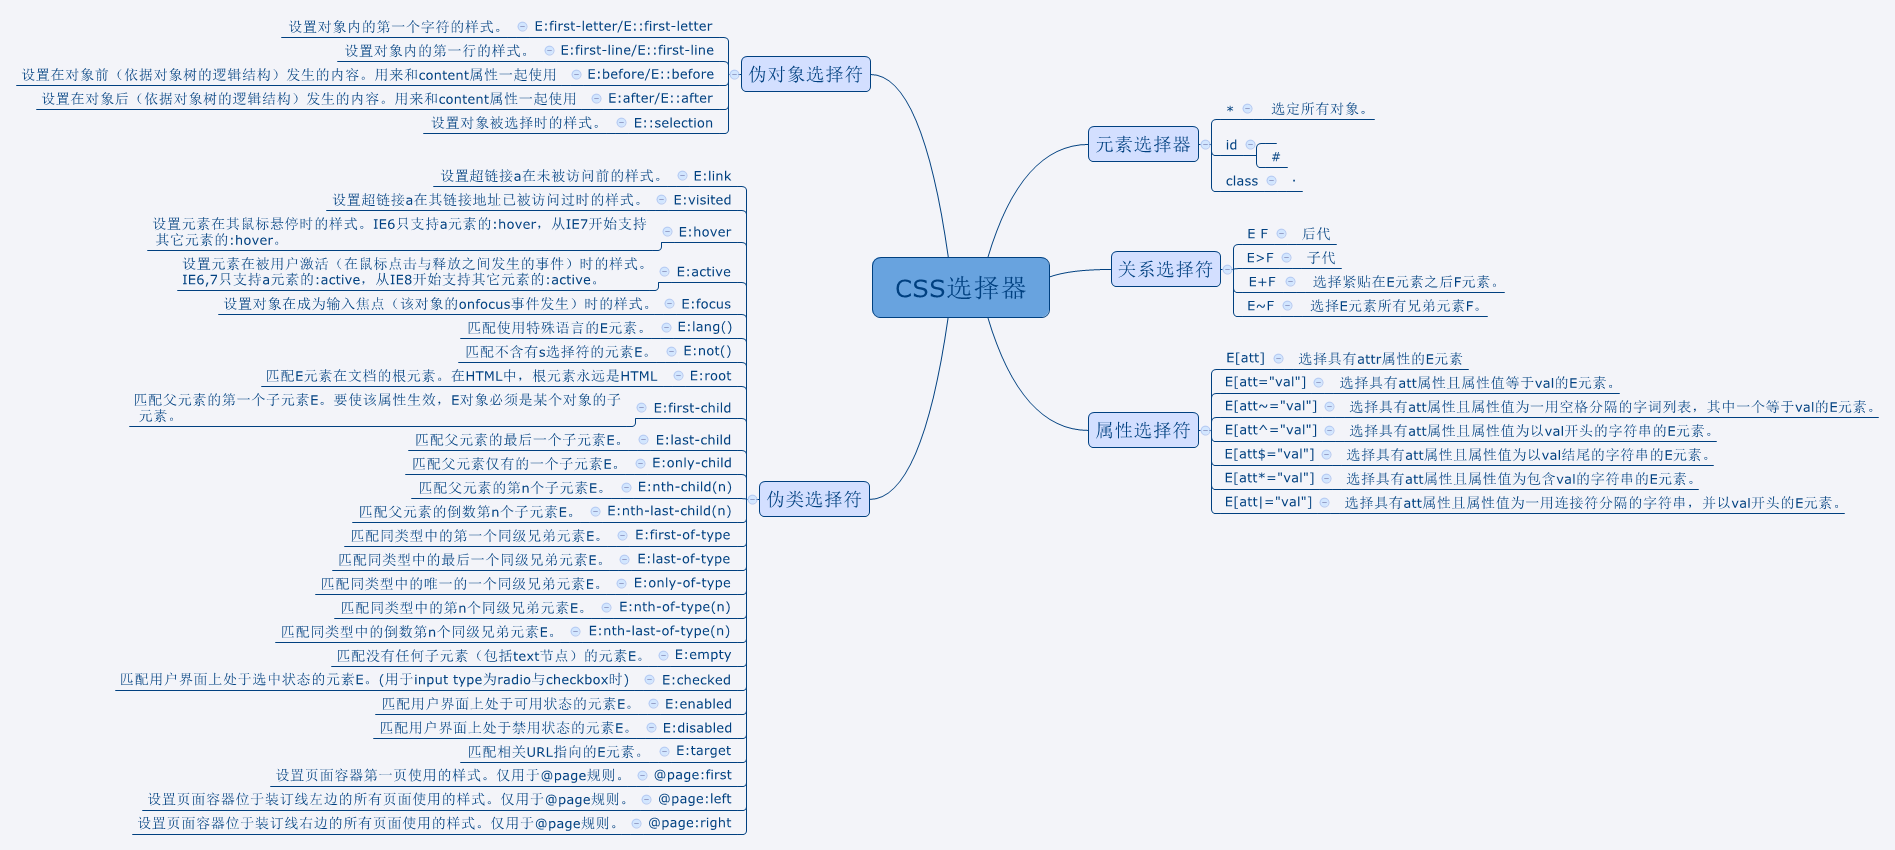 CSS选择器
伪对象选择符
设置对象内的第一个字符的样式。 E:first-letter/E::first-letter
设置对象内的第一行的样式。 E:first-line/E::first-line
设置在对象前（依据对象树的逻辑结构）发生的内容。用来和content属性一起使用 E:before/E::before
设置在对象后（依据对象树的逻辑结构）发生的内容。用来和content属性一起使用 E:after/E::after
设置对象被选择时的样式。 E::selection
伪类选择符
设置超链接a在未被访问前的样式。 E:link
设置超链接a在其链接地址已被访问过时的样式。 E:visited
设置元素在其鼠标悬停时的样式。IE6只支持a元素的:hover，从IE7开始支持
其它元素的:hover。 E:hover
设置元素在被用户激活（在鼠标点击与释放之间发生的事件）时的样式。
IE6,7只支持a元素的:active，从IE8开始支持其它元素的:active。 E:active
设置对象在成为输入焦点（该对象的onfocus事件发生）时的样式。 E:focus
匹配使用特殊语言的E元素。 E:lang()
匹配不含有s选择符的元素E。 E:not()
匹配E元素在文档的根元素。在HTML中，根元素永远是HTML E:root
匹配父元素的第一个子元素E。要使该属性生效，E对象必须是某个对象的子
元素。 E:first-child
匹配父元素的最后一个子元素E。 E:last-child
匹配父元素仅有的一个子元素E。 E:only-child
匹配父元素的第n个子元素E。 E:nth-child(n)
匹配父元素的倒数第n个子元素E。 E:nth-last-child(n)
匹配同类型中的第一个同级兄弟元素E。 E:first-of-type
匹配同类型中的最后一个同级兄弟元素E。 E:last-of-type
匹配同类型中的唯一的一个同级兄弟元素E。 E:only-of-type
匹配同类型中的第n个同级兄弟元素E。 E:nth-of-type(n)
匹配同类型中的倒数第n个同级兄弟元素E。 E:nth-last-of-type(n)
匹配没有任何子元素（包括text节点）的元素E。 E:empty
匹配用户界面上处于选中状态的元素E。(用于input type为radio与checkbox时) E:checked
匹配用户界面上处于可用状态的元素E。 E:enabled
匹配用户界面上处于禁用状态的元素E。 E:disabled
匹配相关URL指向的E元素。 E:target
设置页面容器第一页使用的样式。仅用于@page规则。 @page:first
设置页面容器位于装订线左边的所有页面使用的样式。仅用于@page规则。 @page:left
设置页面容器位于装订线右边的所有页面使用的样式。仅用于@page规则。 @page:right
元素选择器
* 选定所有对象。
id
#
class .
关系选择符
E F 后代
E>F 子代
E+F 选择紧贴在E元素之后F元素。
E~F 选择E元素所有兄弟元素F。
属性选择符
E[att] 选择具有attr属性的E元素
E[att="val"] 选择具有att属性且属性值等于val的E元素。
E[att~="val"] 选择具有att属性且属性值为一用空格分隔的字词列表，其中一个等于val的E元素。
E[att^="val"] 选择具有att属性且属性值为以val开头的字符串的E元素。
E[att$="val"] 选择具有att属性且属性值为以val结尾的字符串的E元素。
E[att*="val"] 选择具有att属性且属性值为包含val的字符串的E元素。
E[att|="val"] 选择具有att属性且属性值为一用连接符分隔的字符串，并以val开头的E元素。